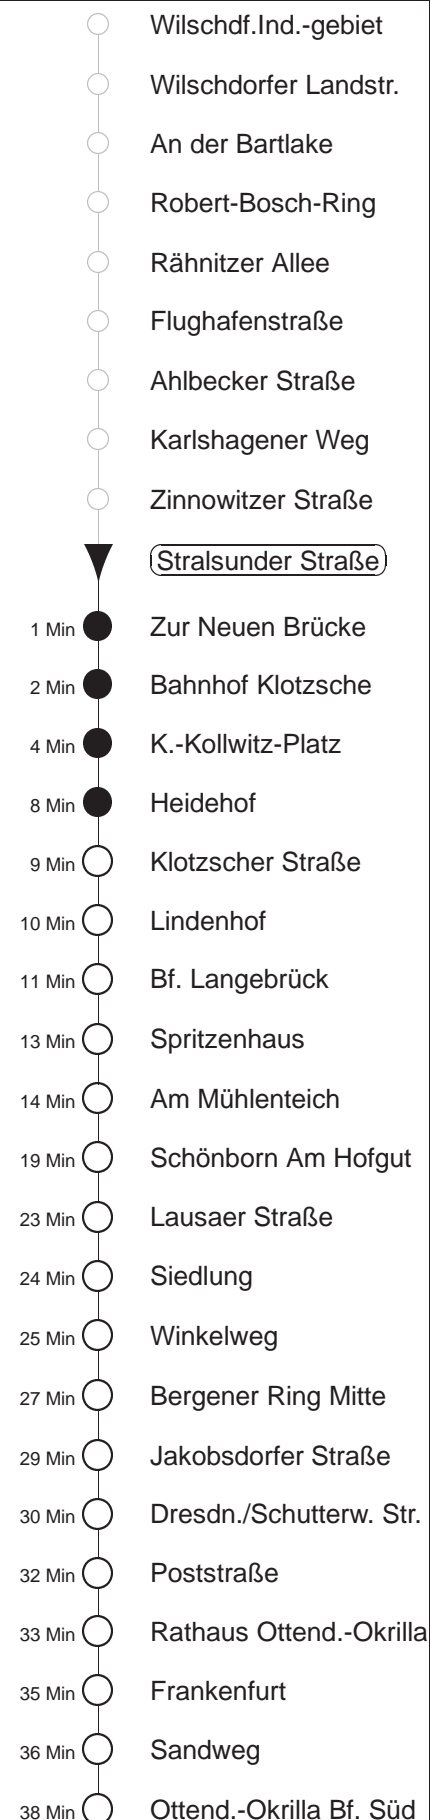 Wilschdf.Ind.-gebiet
Wilschdorfer Landstr.
An der Bartlake
Robert-Bosch-Ring
Rähnitzer Allee
Flughafenstraße
Ahlbecker Straße
Karlshagener Weg
Zinnowitzer Straße
Stralsunder Straße
1 Min Zur Neuen Brücke
2 Min Bahnhof Klotzsche
4 Min K.-Kollwitz-Platz
8 Min Heidehof
9 Min Klotzscher Straße
10 Min Lindenhof
11 Min Bf. Langebrück
13 Min Spritzenhaus
14 Min Am Mühlenteich
19 Min Schönborn Am Hofgut
23 Min Lausaer Straße
24 Min Siedlung
25 Min Winkelweg
27 Min Bergener Ring Mitte
29 Min Jakobsdorfer Straße
30 Min Dresdn./Schutterw. Str.
32 Min Poststraße
33 Min Rathaus Ottend.-Okrilla
35 Min Frankenfurt
36 Min Sandweg
38 Min Ottend.-Okrilla Bf. Süd